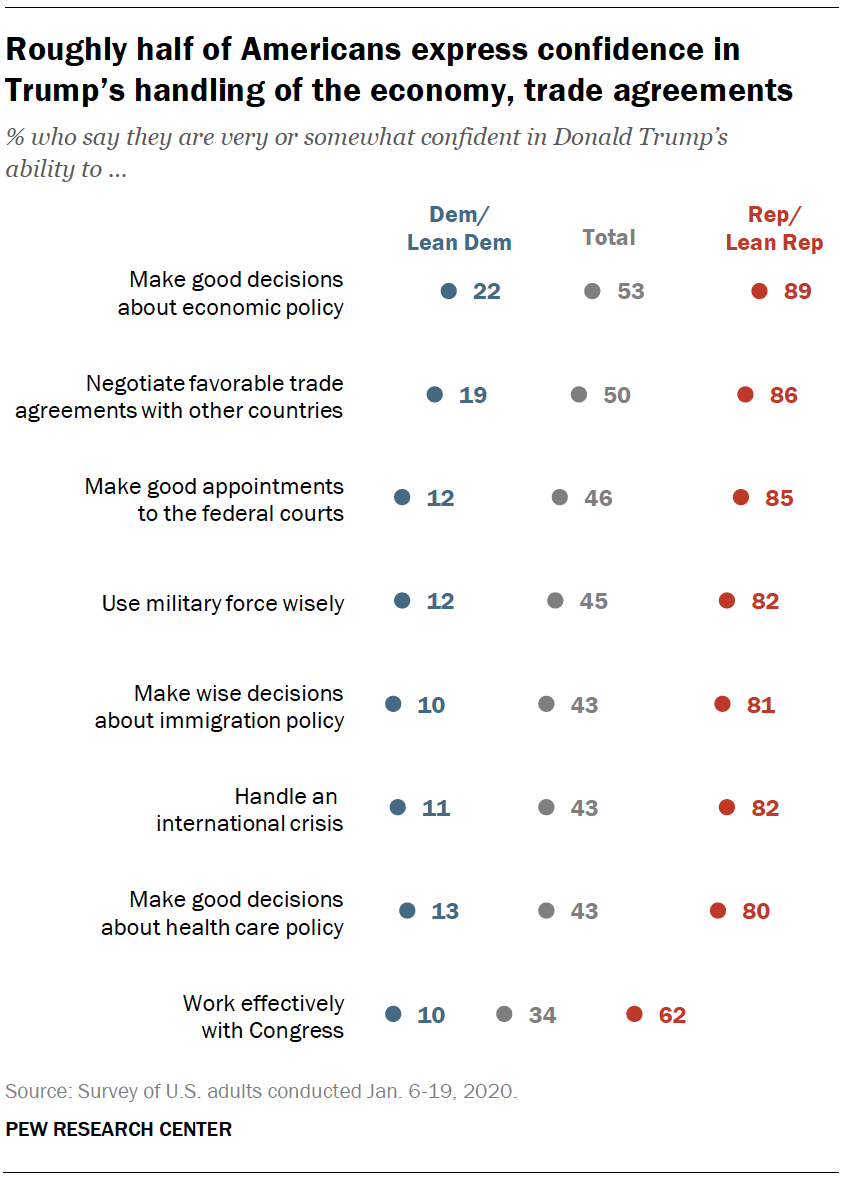 Roughly half of Americans express confidence in
Trump’s handling of the economy, trade agreements
% who say they are very or somewhat confident in Donald Trump’s
ability to ...
Dem/
Lean Dem
Total
Rep/
Lean Rep
Make good decisions
about economic policy
22 53 89
Negotiate favorable trade
agreements with other countries
19 50 86
Make good appointments
to the federal courts
12 46 85
Use military force wisely
12 45 82
Make wise decisions
about immigration policy
10 43 81
Handle an
international crisis
11 43 82
Make good decisions
about health care policy
13 43 80
Work effectively
with Congress
10 34 62
Source: Survey of U.S. adults conducted Jan. 6-19, 2020.
PEW RESEARCH CENTER